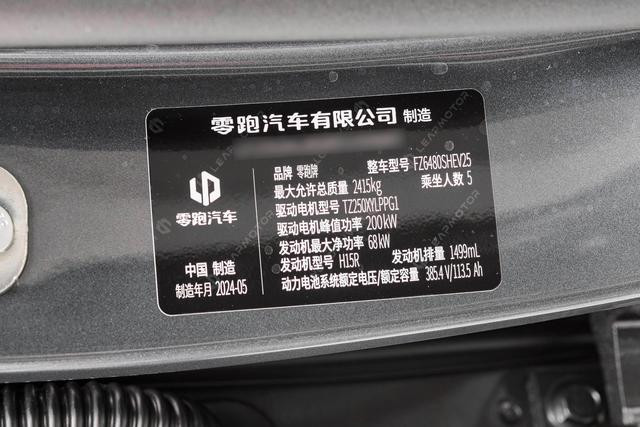 零跑汽车有限公司 制造
品牌 零跑牌 整车型号 FZ6480SHEV25
最大允许总质量 2415kg 乘坐人数 5
驱动电机型号 TZ250XYLPPG1
驱动电机峰值功率 200kW
发动机最大净功率 68kW
发动机型号 H15R 发动机排量 1499mL
动力电池系统额定电压/额定容量 385.4 V/113.5 Ah
零跑汽车
中国 制造
制造年月 2024-05
LEAPMOTOR